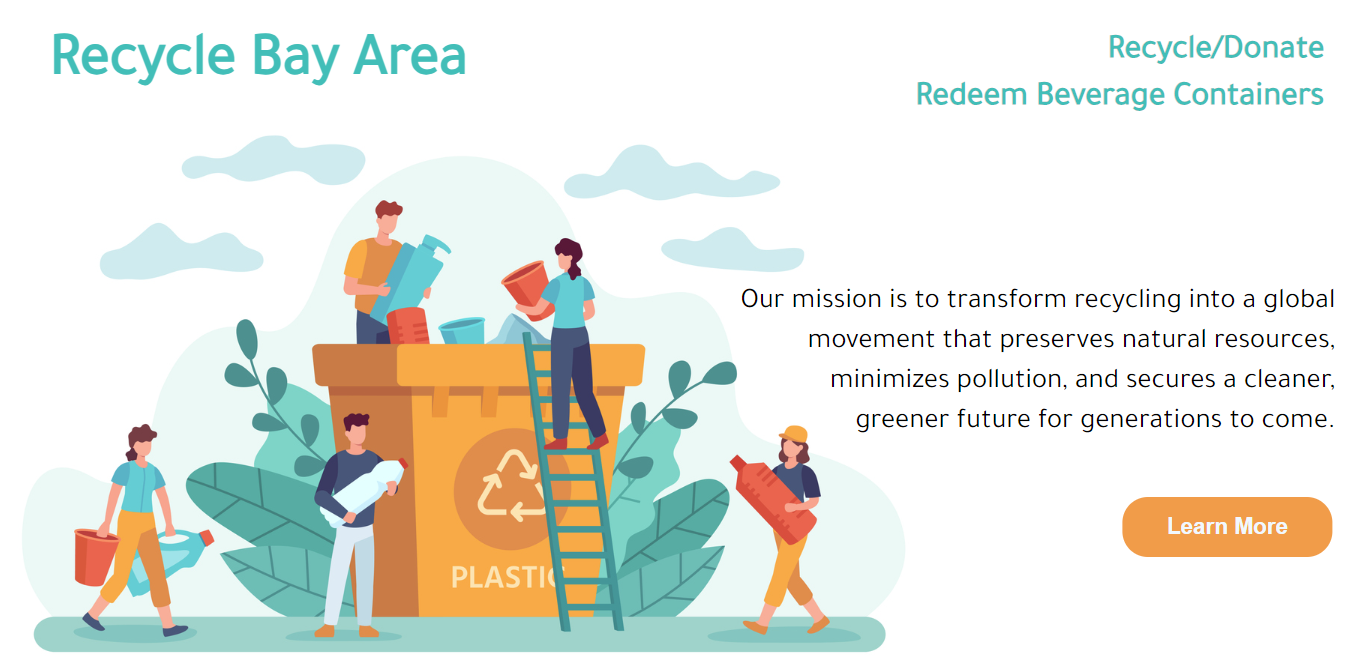 Recycle Bay Area
Recycle/Donate
Redeem Beverage Containers
Our mission is to transform recycling into a global
movement that preserves natural resources,
minimizes pollution, and secures a cleaner,
greener future for generations to come.
Learn More
PLASTIC